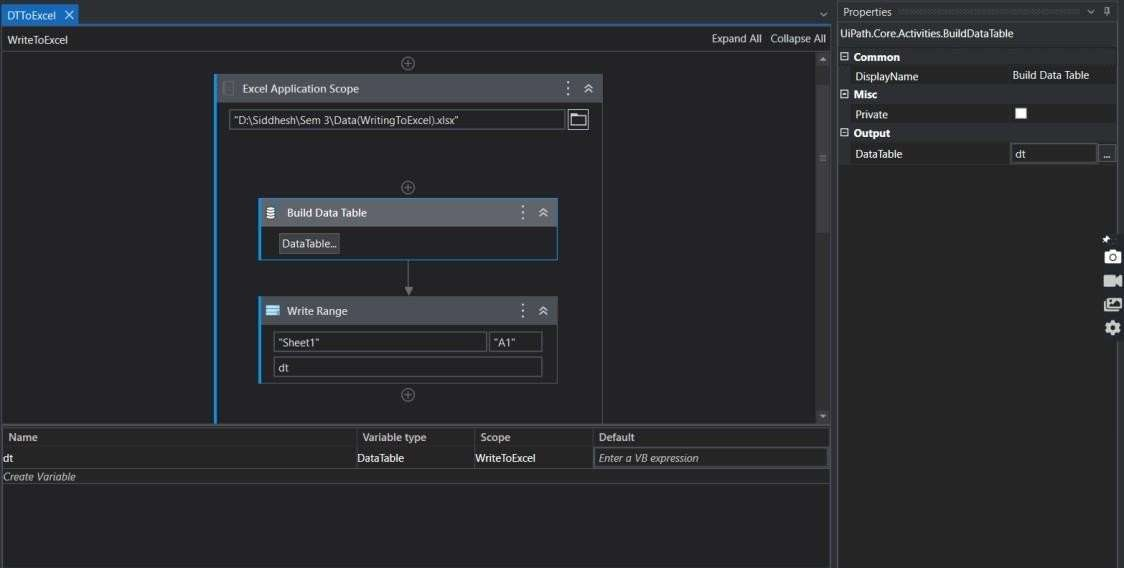 DTToExcel
WriteToExcel
Expand All Collapse All
Excel Application Scope
"D:\Siddhesh\Sem 3\Data(WritingToExcel).xlsx"
Build Data Table
DataTable...
Write Range
"Sheet1" "A1"
dt
Name Variable type Scope Default
dt DataTable WriteToExcel Enter a VB expression
Create Variable
Properties
UiPath.Core.Activities.BuildDataTable
Common
DisplayName Build Data Table
Misc
Private
Output
DataTable dt ...